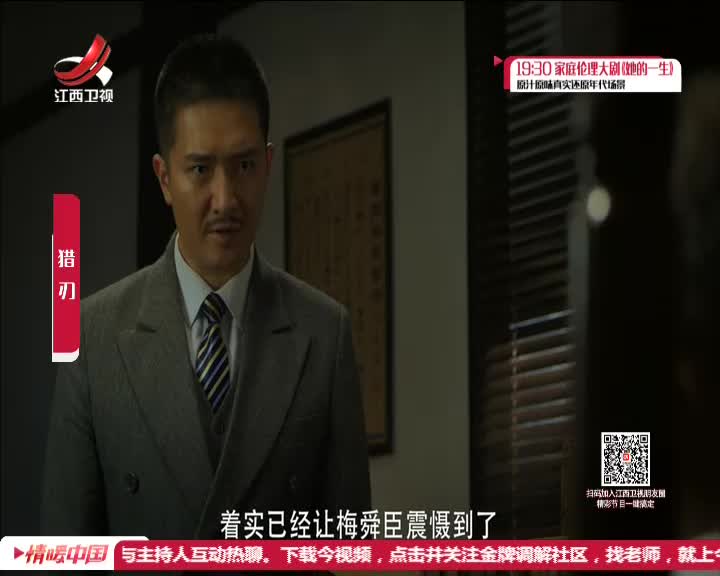 江西卫视
19:30 家庭伦理大剧《她的一生》
原汁原味真实还原年代场景
猎刃
扫码加入江西卫视朋友圈
精彩节目一键搞定
着实已经让梅舜臣震慑到了
情暖中国
与主持人互动热聊。下载今视频，点击并关注金牌调解社区，找老师，就上今